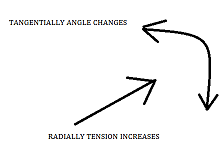 TANGENTIALLY ANGLE CHANGES
RADIALLY TENSION INCREASES